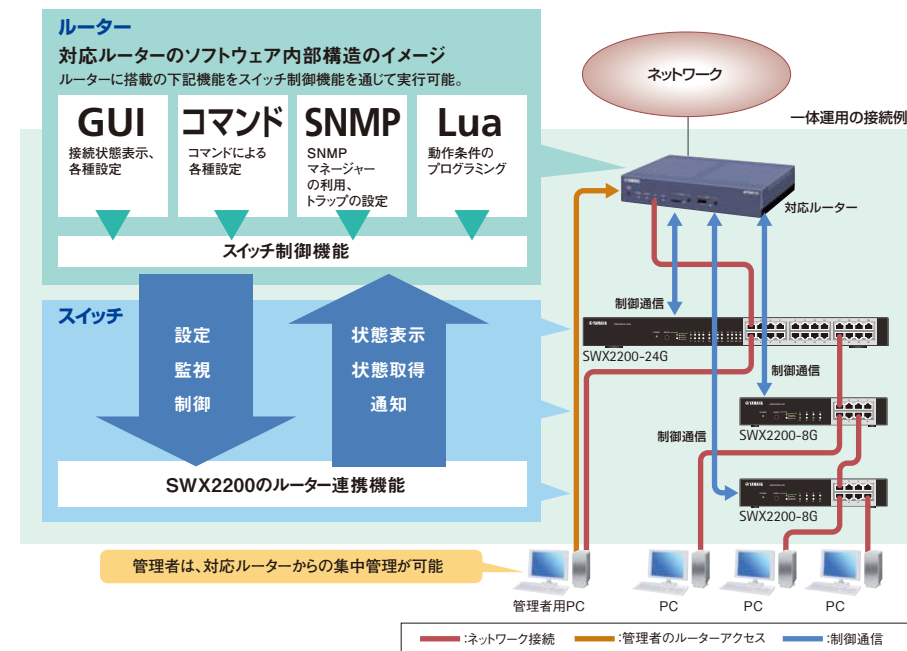 ルーター
対応ルーターのソフトウェア内部構造のイメージ
ルーターに搭載の下記機能をスイッチ制御機能を通じて実行可能。
GUI
接続状態表示、
各種設定
コマンド
コマンドによる
各種設定
SNMP
SNMP
マネージャー
の利用、
トラップの設定
Lua
動作条件の
プログラミング
スイッチ制御機能
スイッチ
設定
監視
制御
状態表示
状態取得
通知
SWX2200のルーター連携機能
管理者は、対応ルーターからの集中管理が可能
ネットワーク
一体運用の接続例
対応ルーター
制御通信
YAMAHA
SWX2200-24G
制御通信
YAMAHA
SWX2200-8G
制御通信
YAMAHA
SWX2200-8G
管理者用PC
PC
PC
PC
:ネットワーク接続
:管理者のルーターアクセス
:制御通信